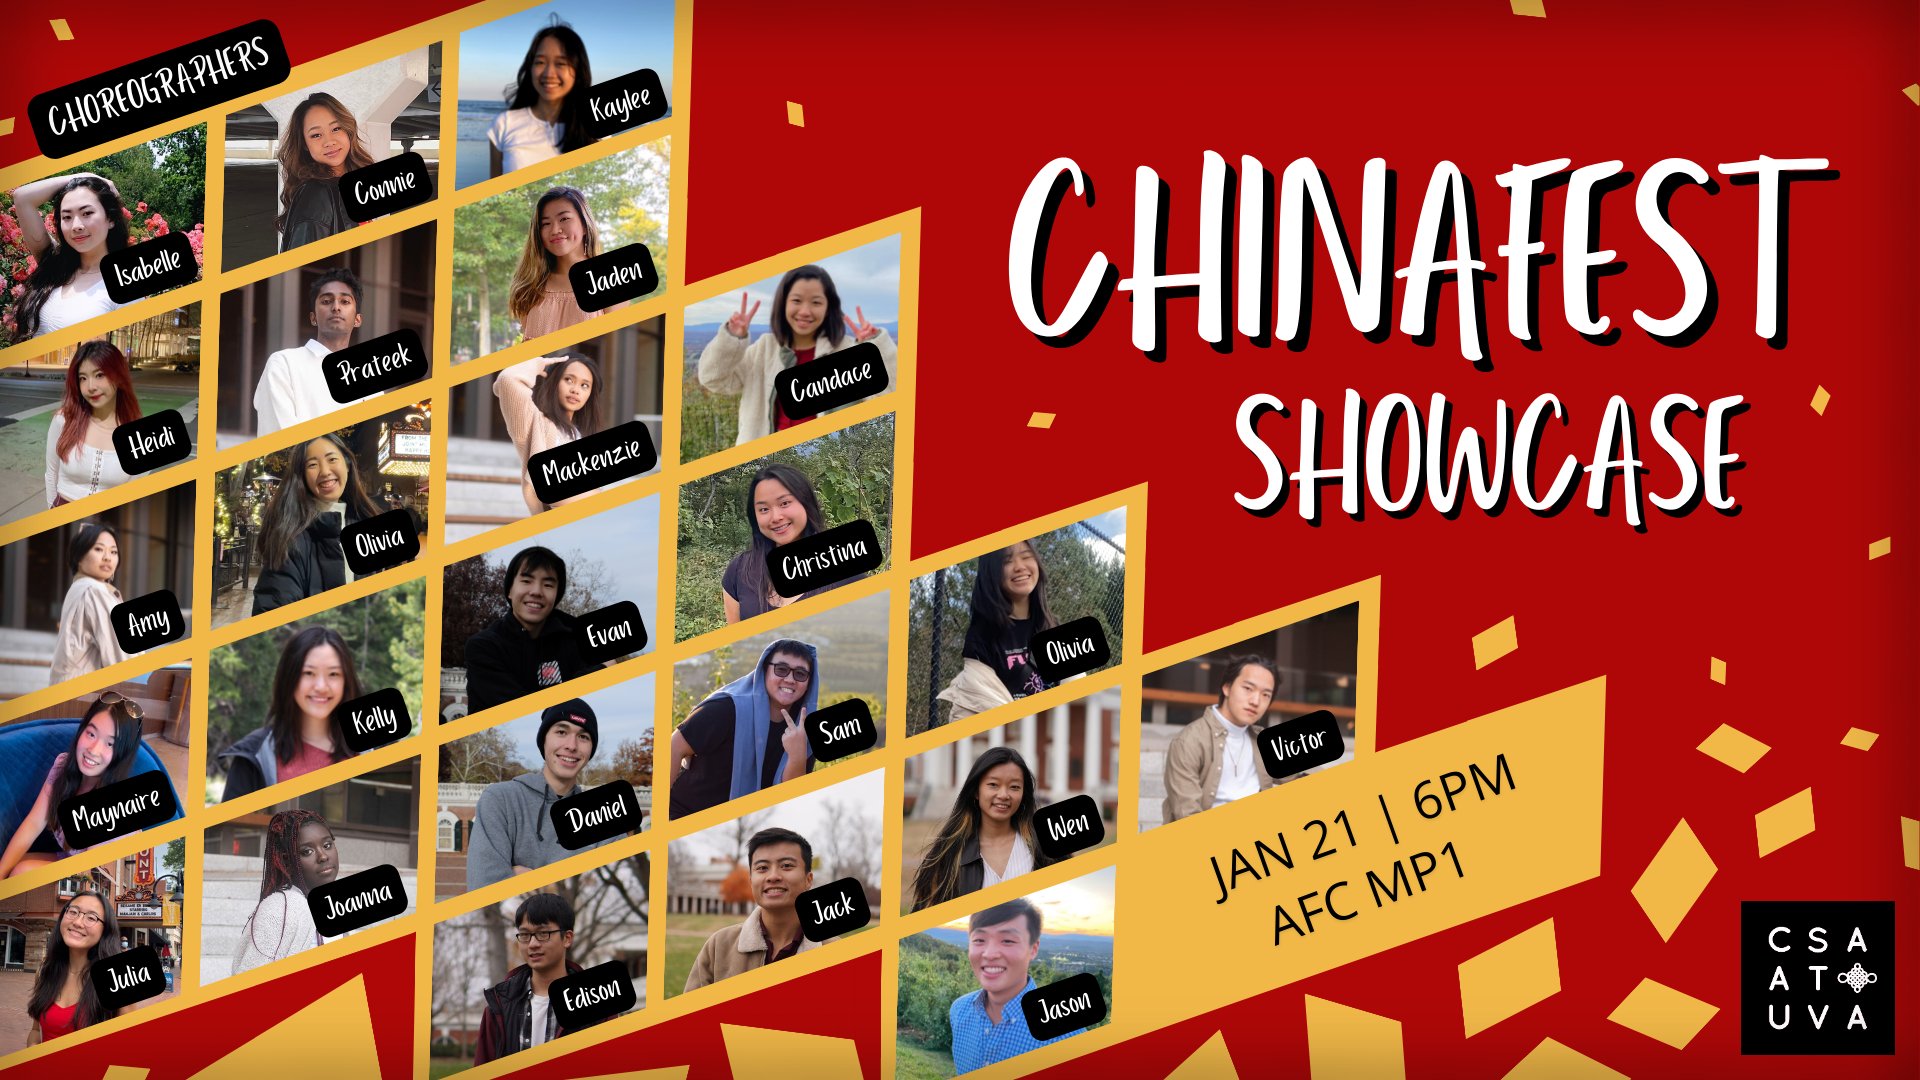 CHOREOGRAPHERS
Kaylee
Connie
Isabelle
Jaden
Prateek
Candace
Heidi
Mackenzie
Olivia
Christina
Amy
Evan
Olivia
Kelly
Sam
Victor
Maynaire
Daniel
Wen
Joanna
Jack
Julia
Edison
Jason
CHINAFEST
SHOWCASE
JAN 21 | 6PM
AFC MP1
CSA
AT
UVA